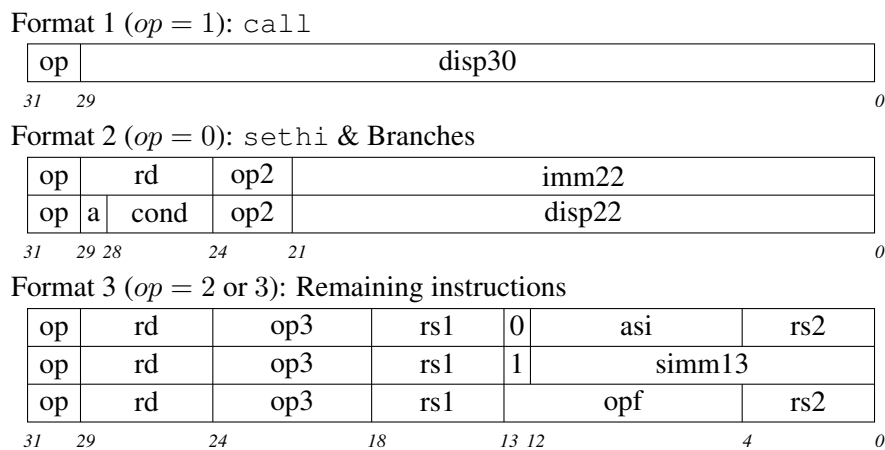 Format 1 (op = 1): call
op disp30
31 29 0
Format 2 (op = 0): sethi & Branches
op rd op2 imm22
op a cond op2 disp22
31 29 28 24 21 0
Format 3 (op = 2 or 3): Remaining instructions
op rd op3 rs1 0 asi rs2
op rd op3 rs1 1 simm13
op rd op3 rs1 opf rs2
31 29 24 18 13 12 4 0